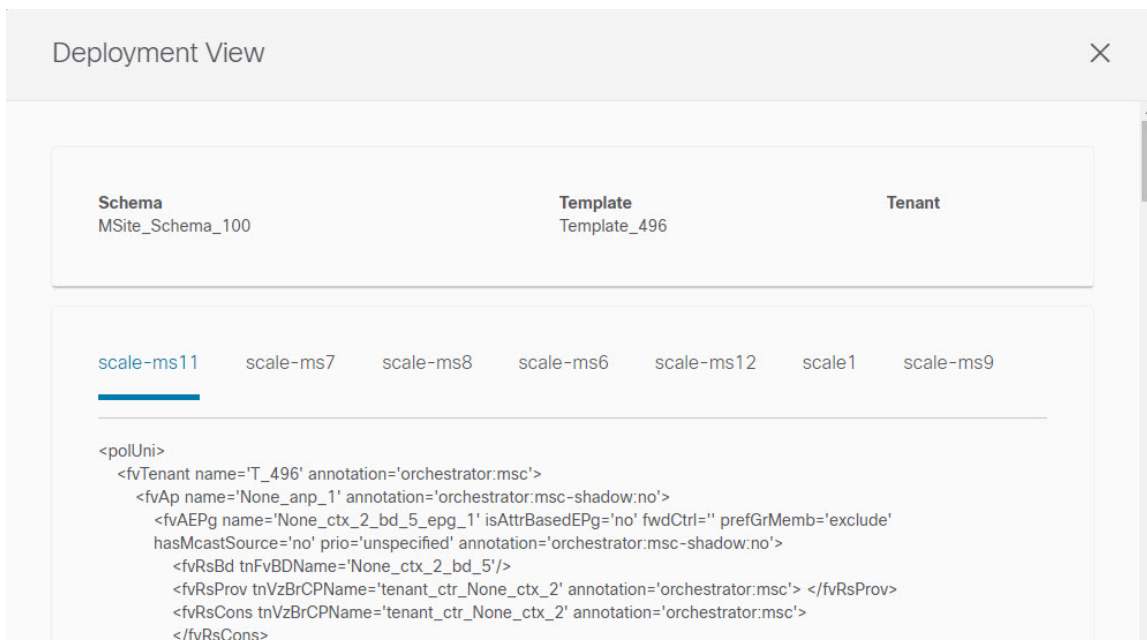 Deployment View
Schema Template Tenant
MSite_Schema_100 Template_496
scale-ms11 scale-ms7 scale-ms8 scale-ms6 scale-ms12 scale1 scale-ms9
<polUni>
<fvTenant name='T_496' annotation='orchestrator:msc'>
<fvAp name='None_anp_1' annotation='orchestrator:msc-shadow:no'>
<fvAEPg name='None_ctx_2_bd_5_epg_1' isAttrBasedEPg='no' fwdCtrl='' prefGrMemb='exclude'
hasMcastSource='no' prio='unspecified' annotation='orchestrator:msc-shadow:no'>
<fvRsBd tnFvBDName='None_ctx_2_bd_5'/>
<fvRsProv tnVzBrCPName='tenant_ctr_None_ctx_2' annotation='orchestrator:msc'> </fvRsProv>
<fvRsCons tnVzBrCPName='tenant_ctr_None_ctx_2' annotation='orchestrator:msc'>
</fvRsCons>